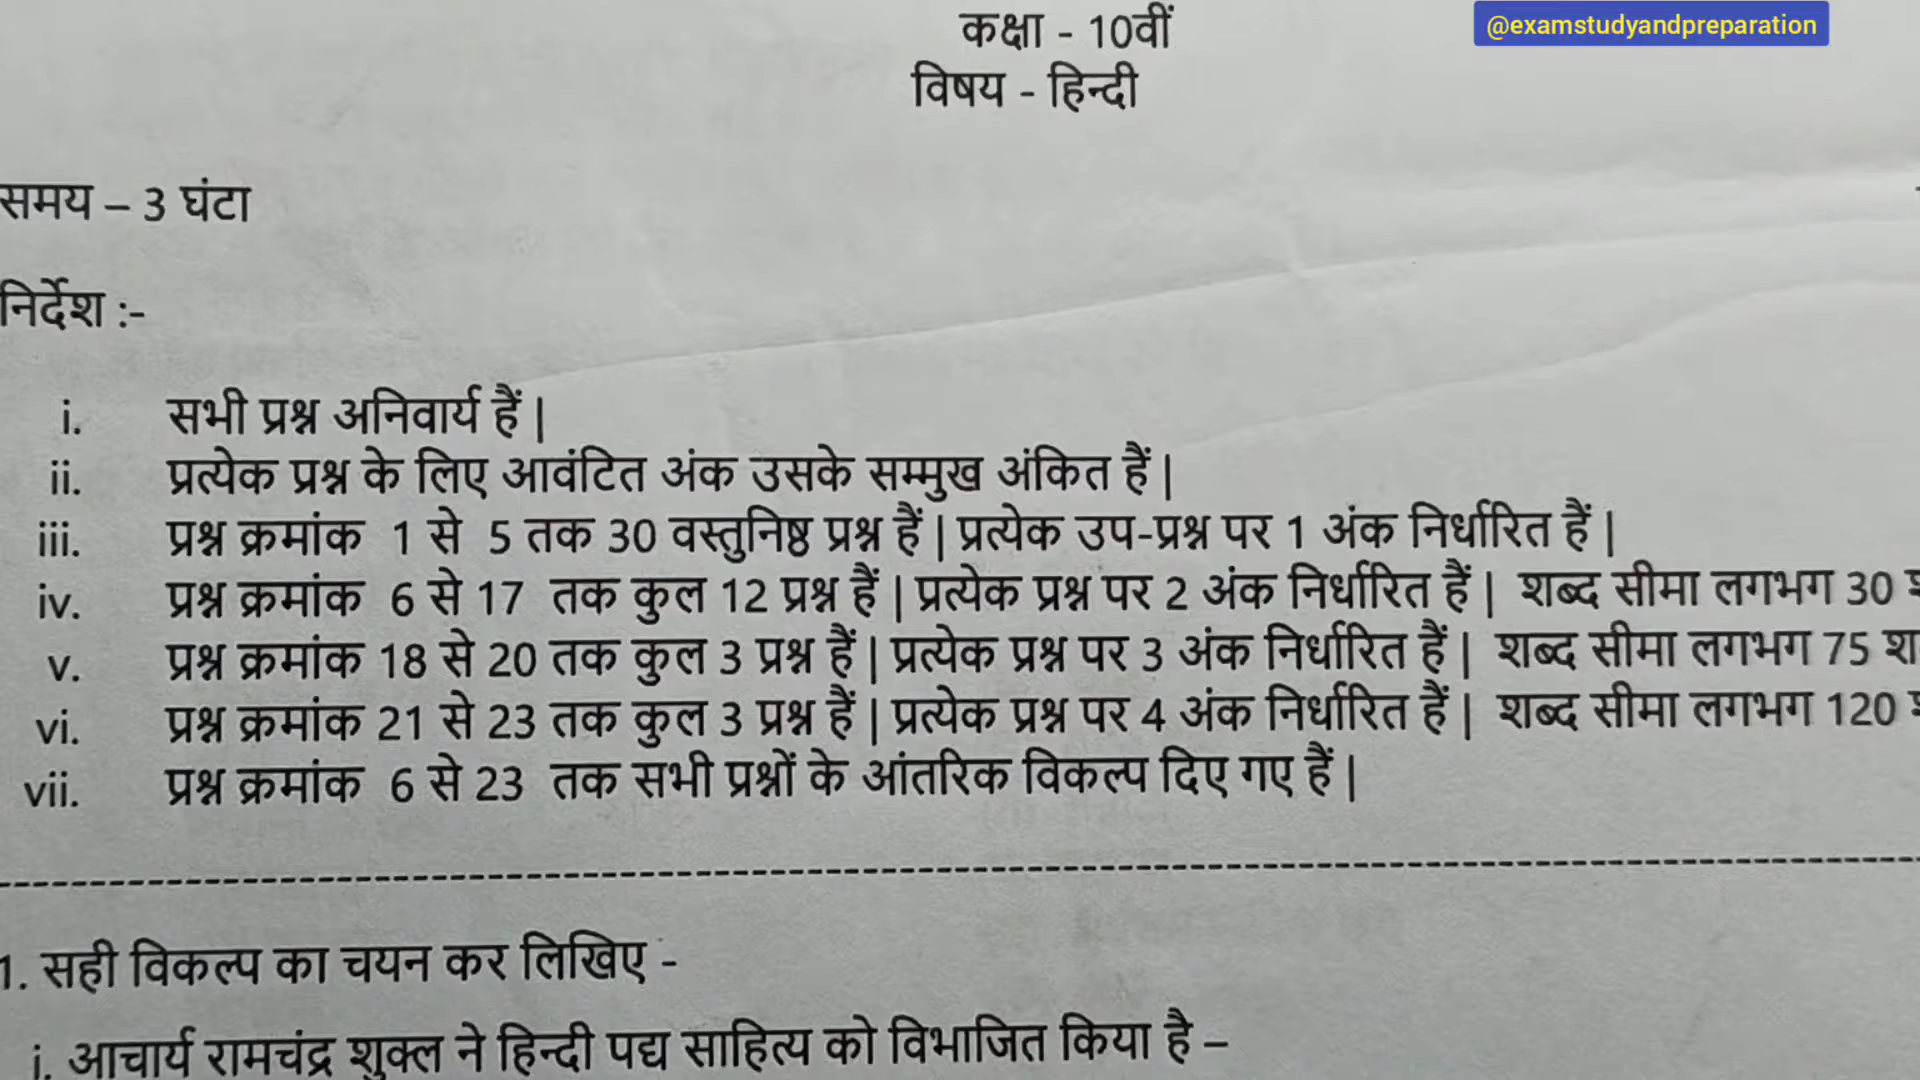 कक्षा - 10वीं
@examstudyandpreparation
विषय - हिन्दी
समय – 3 घंटा
निर्देश :-
i. सभी प्रश्न अनिवार्य हैं |
ii. प्रत्येक प्रश्न के लिए आवंटित अंक उसके सम्मुख अंकित हैं |
iii. प्रश्न क्रमांक 1 से 5 तक 30 वस्तुनिष्ठ प्रश्न हैं | प्रत्येक उप-प्रश्न पर 1 अंक निर्धारित हैं |
iv. प्रश्न क्रमांक 6 से 17 तक कुल 12 प्रश्न हैं | प्रत्येक प्रश्न पर 2 अंक निर्धारित हैं | शब्द सीमा लगभग 30
v. प्रश्न क्रमांक 18 से 20 तक कुल 3 प्रश्न हैं | प्रत्येक प्रश्न पर 3 अंक निर्धारित हैं | शब्द सीमा लगभग 75
vi. प्रश्न क्रमांक 21 से 23 तक कुल 3 प्रश्न हैं | प्रत्येक प्रश्न पर 4 अंक निर्धारित हैं | शब्द सीमा लगभग 120
vii. प्रश्न क्रमांक 6 से 23 तक सभी प्रश्नों के आंतरिक विकल्प दिए गए हैं |
1. सही विकल्प का चयन कर लिखिए -
i. आचार्य रामचंद्र शुक्ल ने हिन्दी पद्य साहित्य को विभाजित किया है –